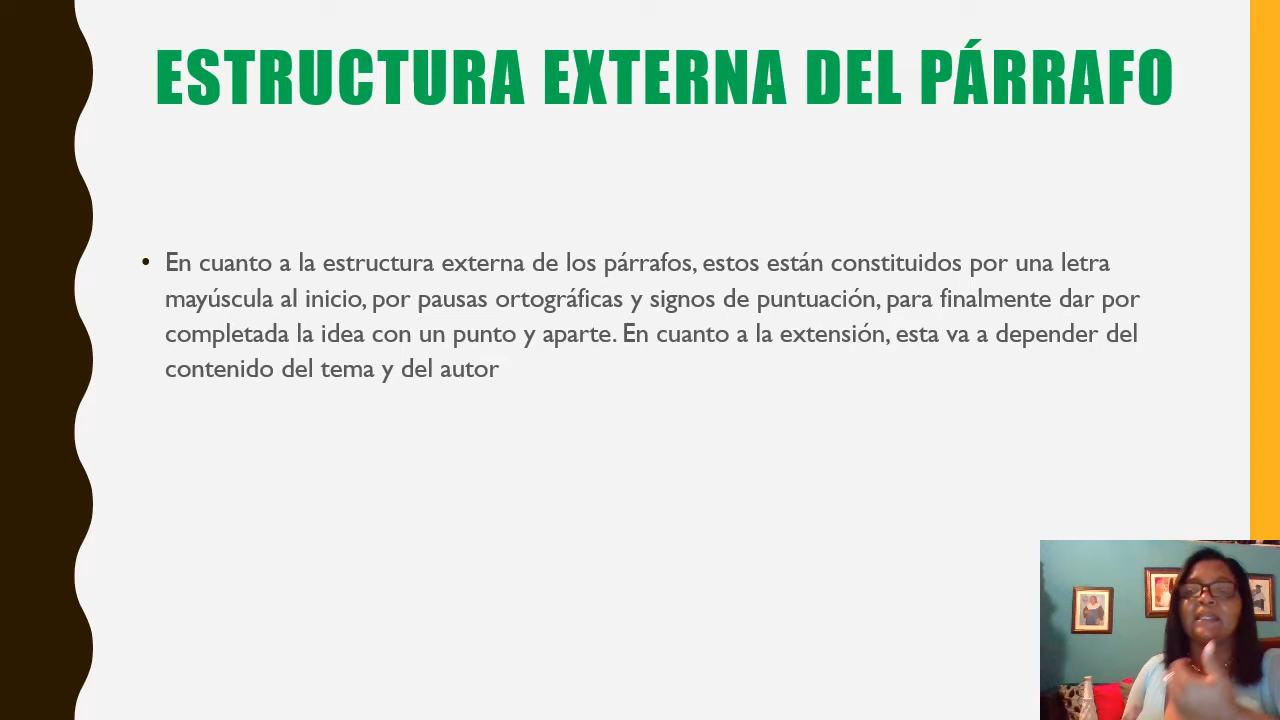 ESTRUCTURA EXTERNA DEL PÁRRAFO
• En cuanto a la estructura externa de los párrafos, estos están constituidos por una letra
mayúscula al inicio, por pausas ortográficas y signos de puntuación, para finalmente dar por
completada la idea con un punto y aparte. En cuanto a la extensión, esta va a depender del
contenido del tema y del autor